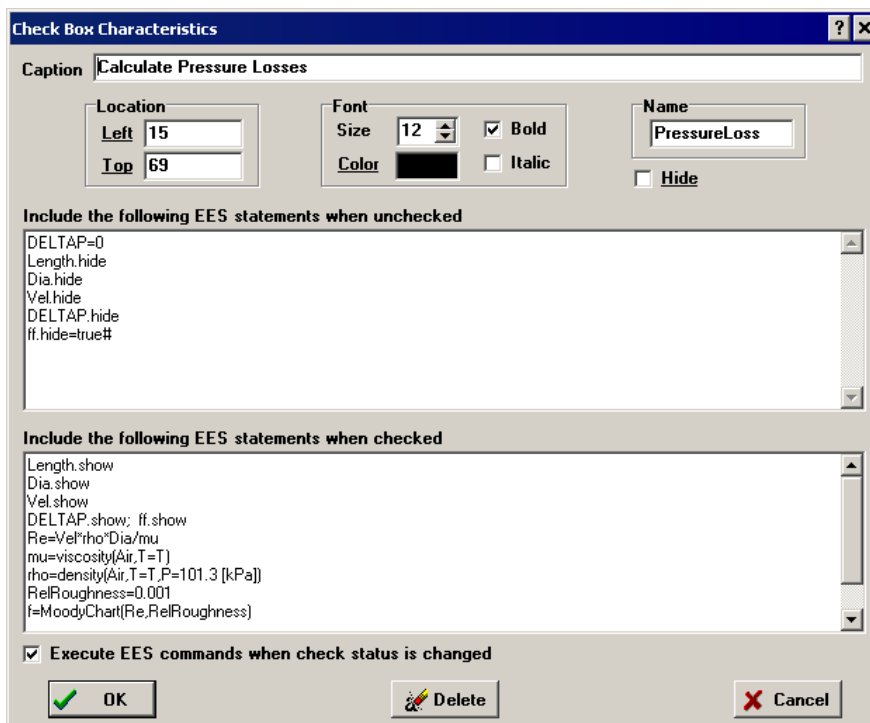 Check Box Characteristics
Caption Calculate Pressure Losses
Location
Left 15
Top 69
Font
Size 12 Bold
Color Italic
Name
PressureLoss
Hide
Include the following EES statements when unchecked
DELTAP=0
Length.hide
Dia.hide
Vel.hide
DELTAP.hide
ff.hide=true#
Include the following EES statements when checked
Length.show
Dia.show
Vel.show
DELTAP.show; ff.show
Re=Vel*rho*Dia/mu
mu=viscosity(Air,T=T)
rho=density(Air,T=T,P=101.3 [kPa])
RelRoughness=0.001
f=MoodyChart(Re,RelRoughness)
Execute EES commands when check status is changed
OK Delete Cancel